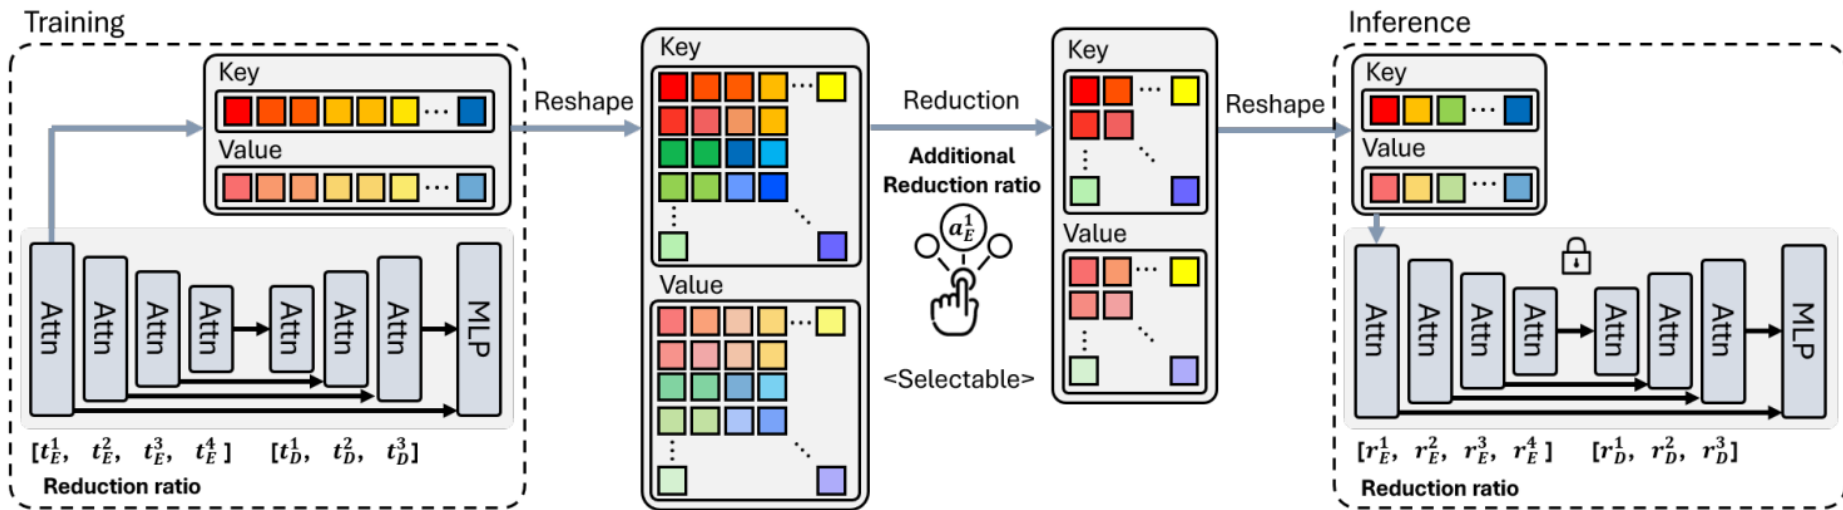 Training
Key
Value
Attn
Attn
Attn
Attn
Attn
Attn
Attn
MLP
[t_E^1, t_E^2, t_E^3, t_E^4] [t_D^1, t_D^2, t_D^3]
Reduction ratio
Reshape
Key
Value
Reduction
Additional
Reduction ratio
a_E^1
<Selectable>
Key
Value
Reshape
Inference
Key
Value
Attn
Attn
Attn
Attn
Attn
Attn
Attn
MLP
[r_E^1, r_E^2, r_E^3, r_E^4] [r_D^1, r_D^2, r_D^3]
Reduction ratio